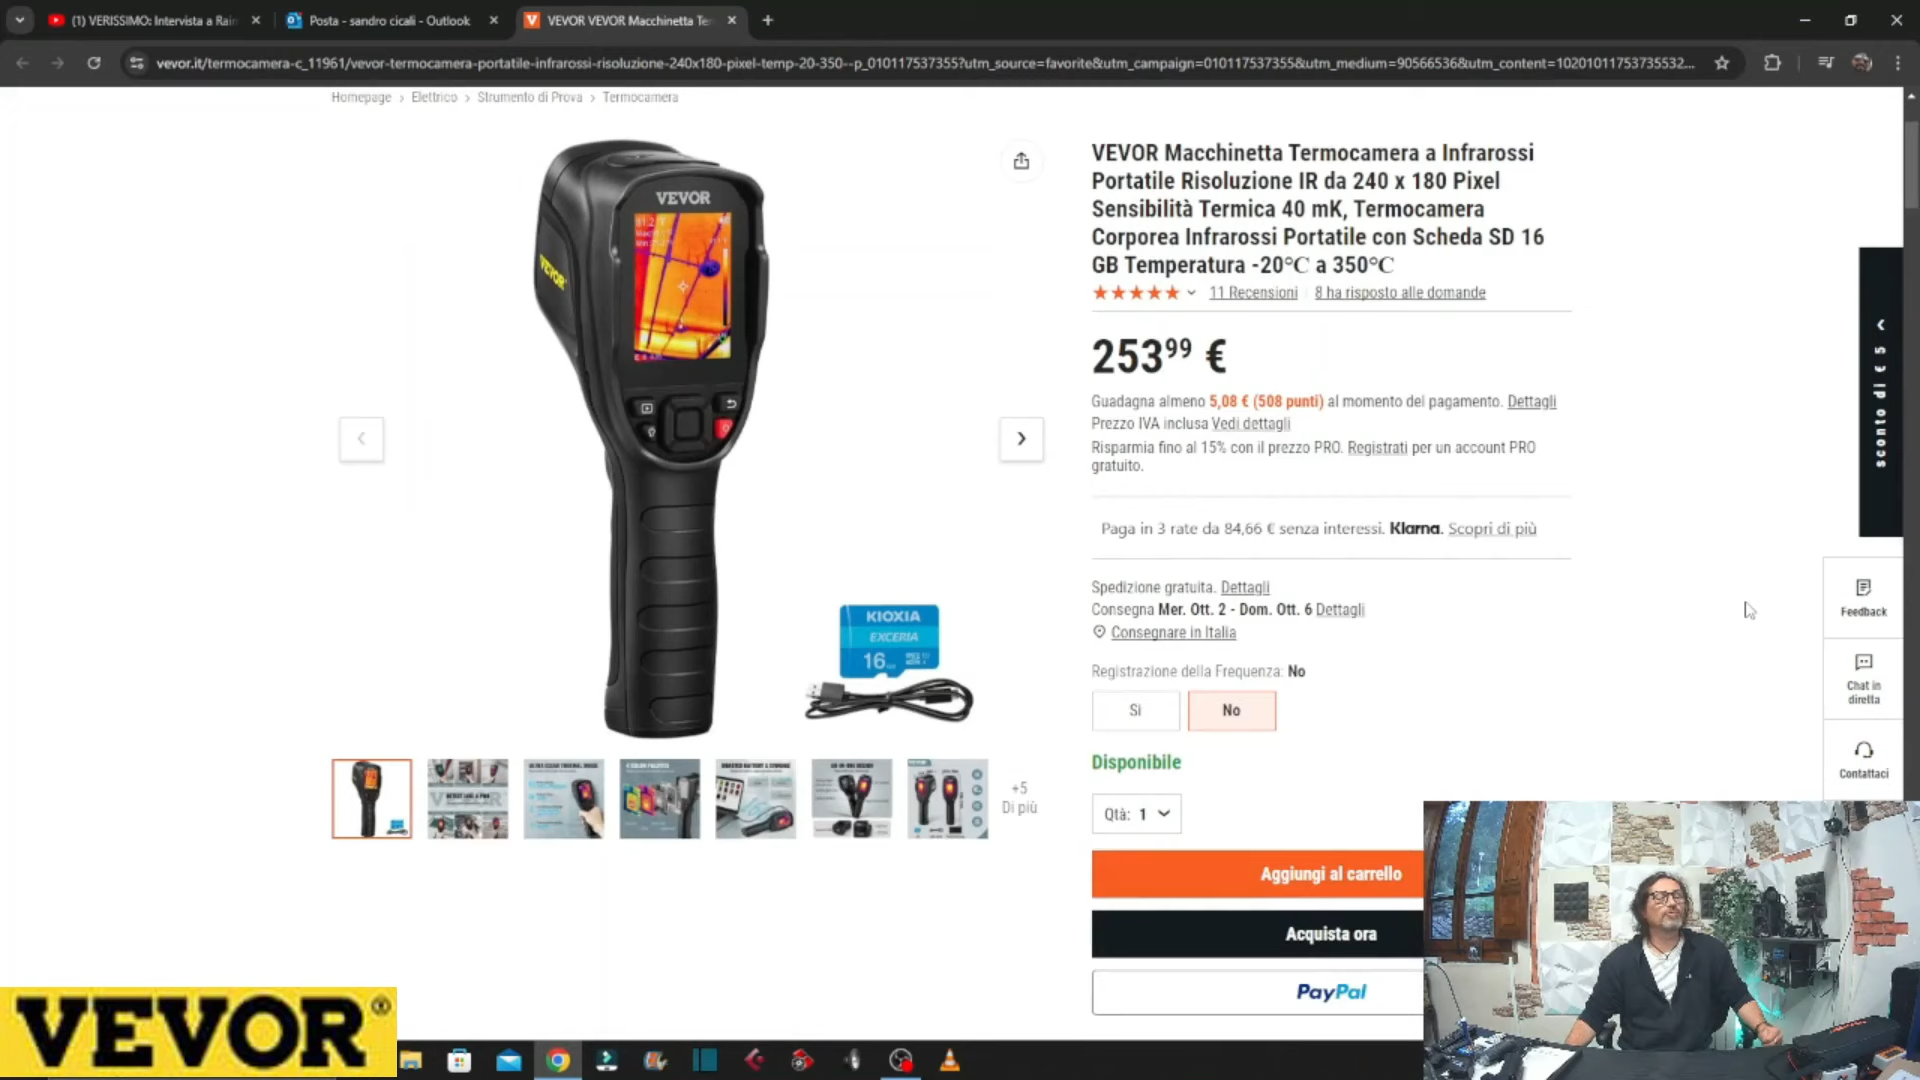 (1) VERISSIMO: Intervista a Rain
Posta - sandro cicali - Outlook
VEVOR VEVOR Macchinetta Te
vevor.it/termocamera-c_11961/vevor-termocamera-portatile-infrarossi-risoluzione-240x180-pixel-temp-20-350--p_010117537355?utm_source=favorite&utm_campaign=010117537355&utm_medium=90566536&utm_content=10201011753735532...
Homepage > Elettrico > Strumento di Prova > Termocamera
VEVOR
VEVOR
KIOXIA
EXCERIA
16
+5
Di più
VEVOR Macchinetta Termocamera a Infrarossi
Portatile Risoluzione IR da 240 x 180 Pixel
Sensibilità Termica 40 mK, Termocamera
Corporea Infrarossi Portatile con Scheda SD 16
GB Temperatura -20℃ a 350℃
11 Recensioni 8 ha risposto alle domande
253⁹⁹ €
Guadagna almeno 5,08 € (508 punti) al momento del pagamento. Dettagli
Prezzo IVA inclusa Vedi dettagli
Risparmia fino al 15% con il prezzo PRO. Registrati per un account PRO
gratuito.
Paga in 3 rate da 84,66 € senza interessi. Klarna. Scopri di più
Spedizione gratuita. Dettagli
Consegna Mer. Ott. 2 - Dom. Ott. 6 Dettagli
Consegnare in Italia
Registrazione della Frequenza: No
Sì No
Disponibile
Qtà: 1
Aggiungi al carrello
Acquista ora
PayPal
sconto di € 5
Feedback
Chat in
diretta
Contattaci
VEVOR®